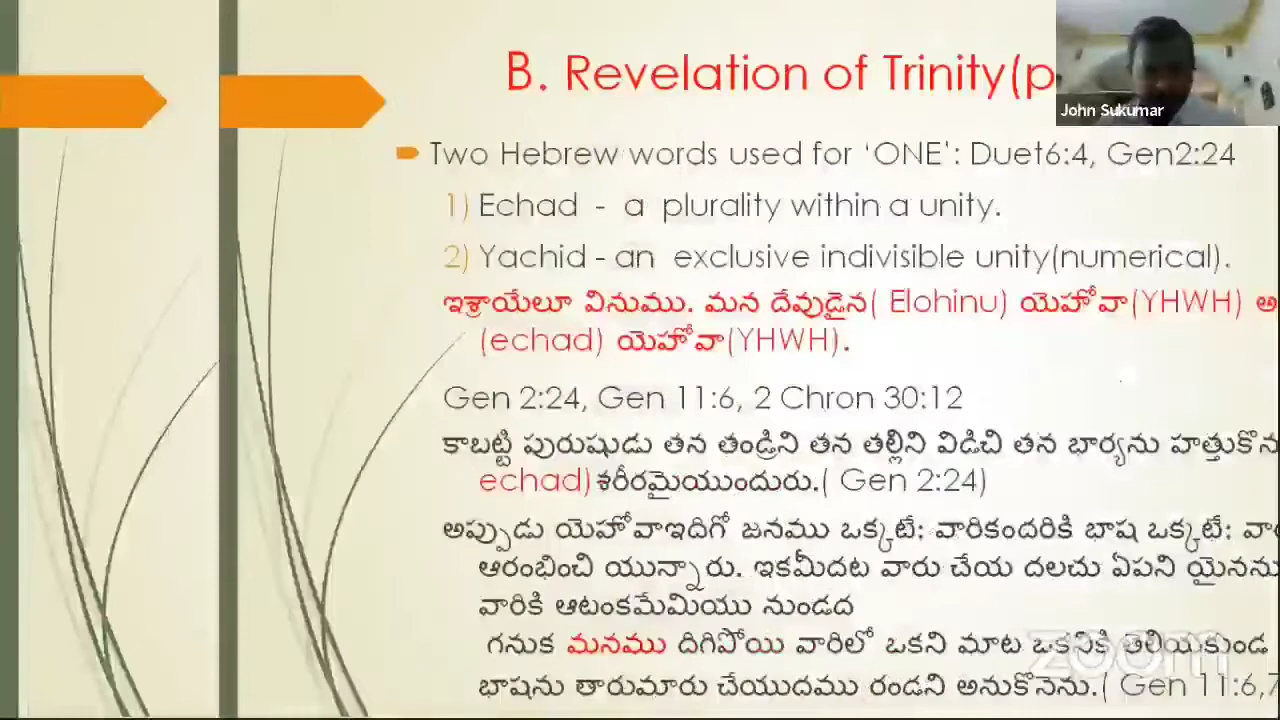 B. Revelation of Trinity(p
John Sukumar
Two Hebrew words used for ‘ONE’: Duet6:4, Gen2:24
1) Echad - a plurality within a unity.
2) Yachid - an exclusive indivisible unity(numerical).
ఇశ్రాయేలూ వినుము. మన దేవుడైన( Elohinu) యెహోవా(YHWH) అ
(echad) యెహోవా(YHWH).
Gen 2:24, Gen 11:6, 2 Chron 30:12
కాబట్టి పురుషుడు తన తండ్రిని తన తల్లిని విడిచి తన భార్యను హత్తుకొన
echad) శరీరమైయుందురు.( Gen 2:24)
అప్పుడు యెహోవాఇదిగో జనము ఒక్కటే; వారికందరికి భాష ఒక్కటే; వా
ఆరంభించి యున్నారు. ఇకమీదట వారు చేయ దలచు ఏపని యైనను
వారికి ఆటంకమేమియు నుండద
గనుక మనము దిగిపోయి వారిలో ఒకని మాట ఒకనికి తెలియకుండ
భాషను తారుమారు చేయుదము రండని అనుకొనెను.( Gen 11:6,7
zoom